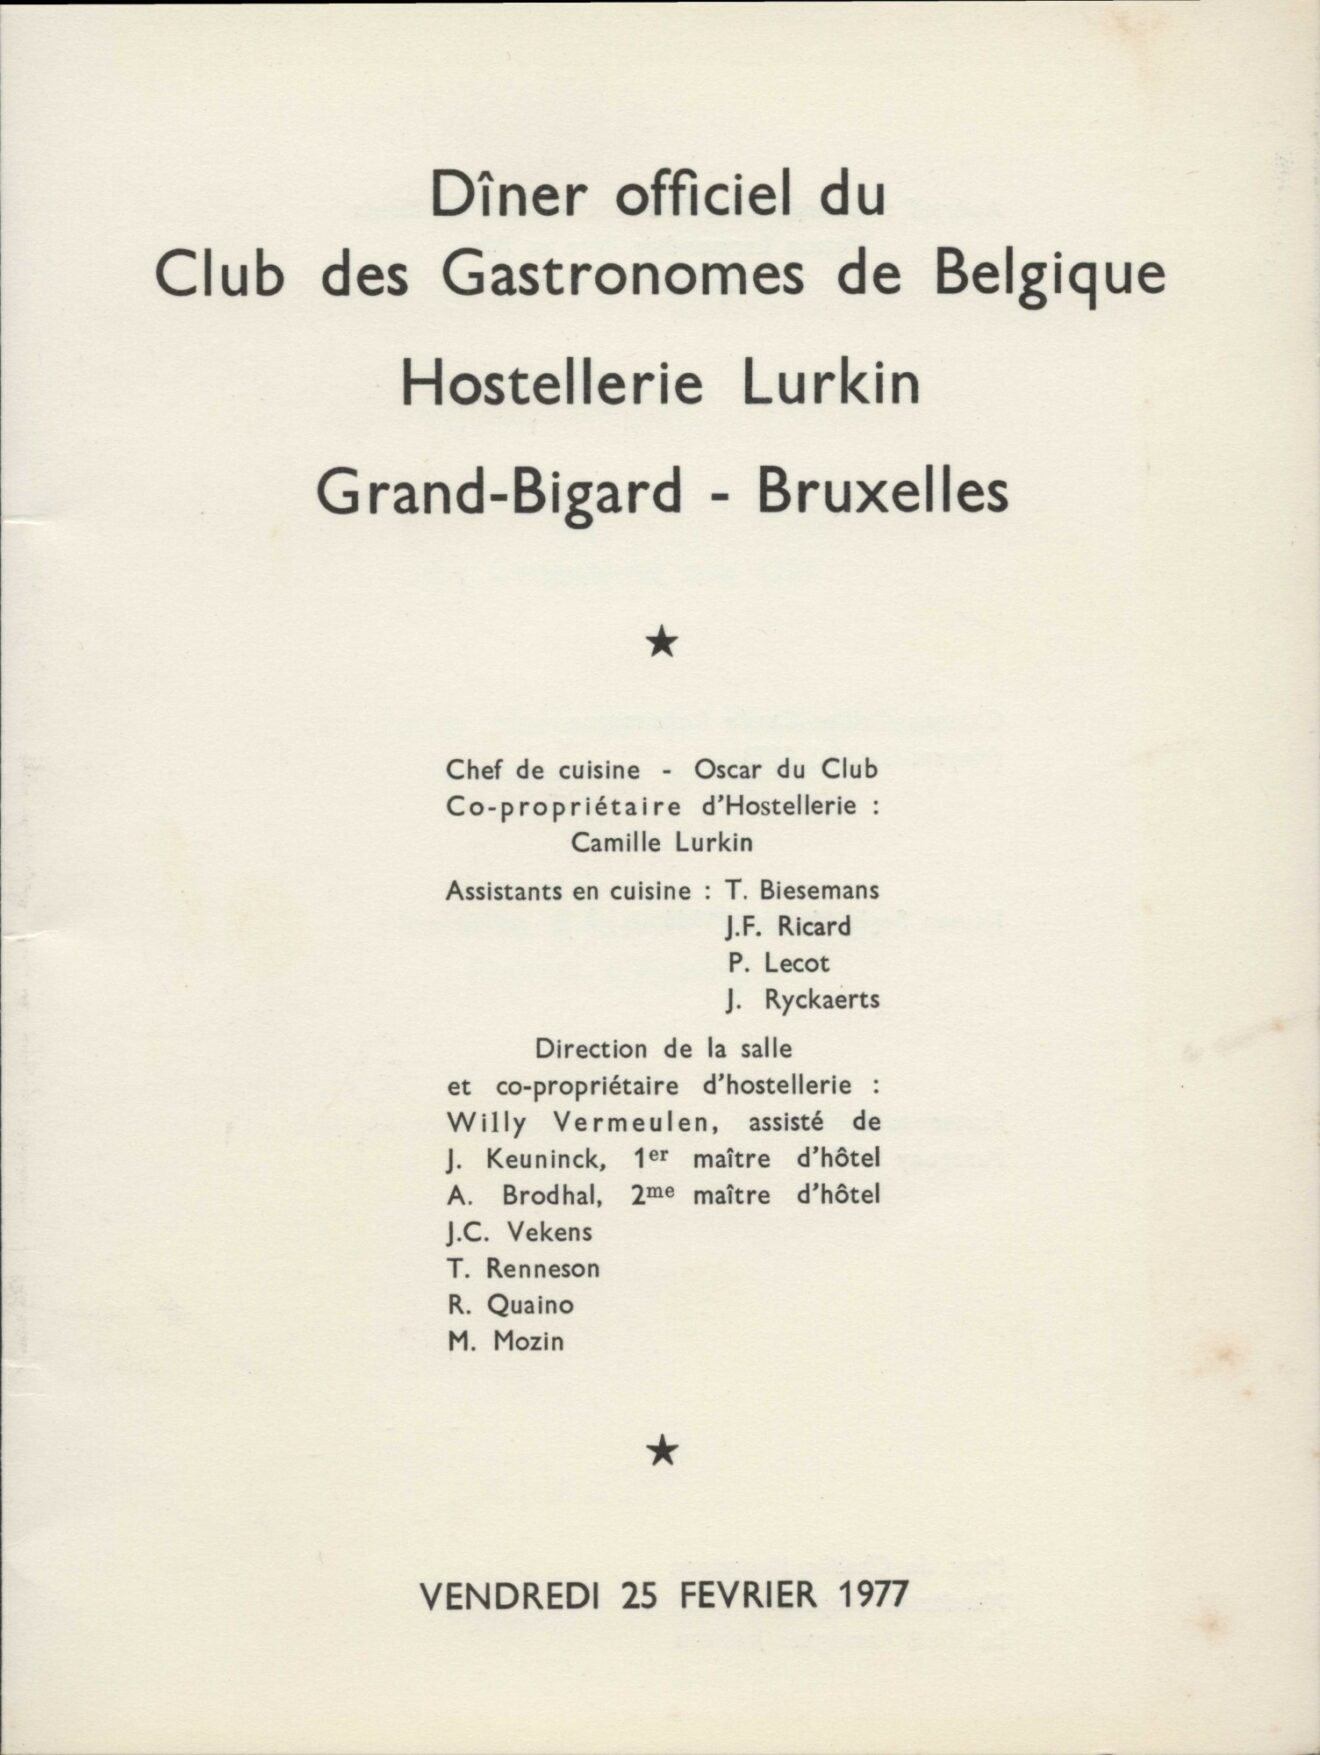 Dîner officiel du
Club des Gastronomes de Belgique
Hostellerie Lurkin
Grand-Bigard - Bruxelles
★
Chef de cuisine - Oscar du Club
Co-propriétaire d'Hostellerie :
Camille Lurkin
Assistants en cuisine : T. Biesemans
J.F. Ricard
P. Lecot
J. Ryckaerts
Direction de la salle
et co-propriétaire d'hostellerie :
Willy Vermeulen, assisté de
J. Keuninck, 1er maître d'hôtel
A. Brodhal, 2me maître d'hôtel
J.C. Vekens
T. Renneson
R. Quaino
M. Mozin
★
VENDREDI 25 FEVRIER 1977